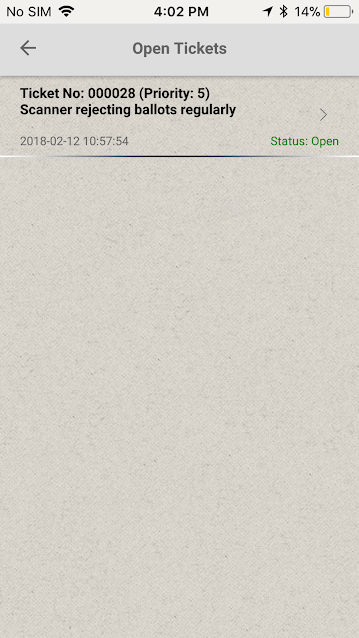 No SIM 4:02 PM 14%
Open Tickets
Ticket No: 000028 (Priority: 5)
Scanner rejecting ballots regularly
2018-02-12 10:57:54 Status: Open